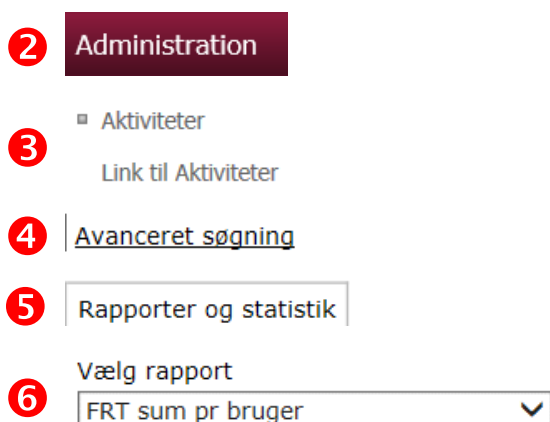 2 Administration
3 Aktiviteter
Link til Aktiviteter
4 Avanceret søgning
5 Rapporter og statistik
Vælg rapport
6 FRT sum pr bruger